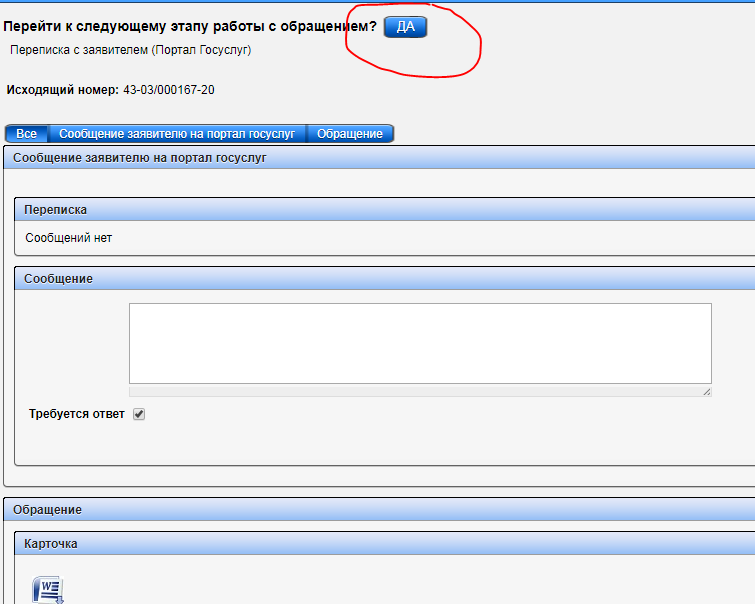 Перейти к следующему этапу работы с обращением? ДА
Переписка с заявителем (Портал Госуслуг)
Исходящий номер: 43-03/000167-20
Все Сообщение заявителю на портал госуслуг Обращение
Сообщение заявителю на портал госуслуг
Переписка
Сообщений нет
Сообщение
Требуется ответ
Обращение
Карточка
W